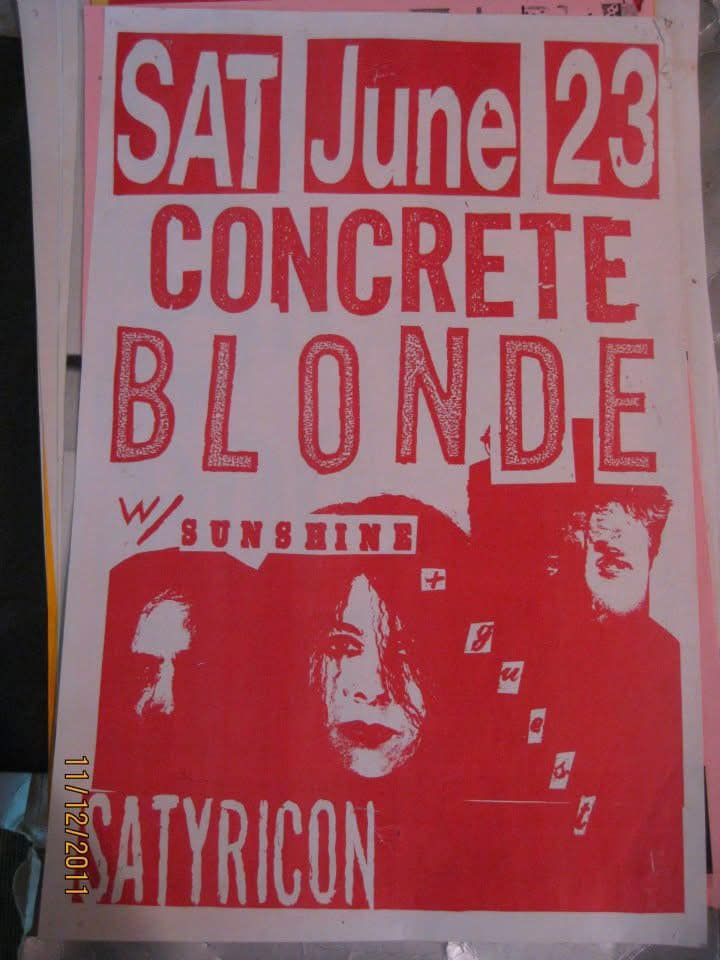 SAT June 23
CONCRETE
BLONDE
W/ SUNSHINE
+ guest
SATYRICON
11/12/2011